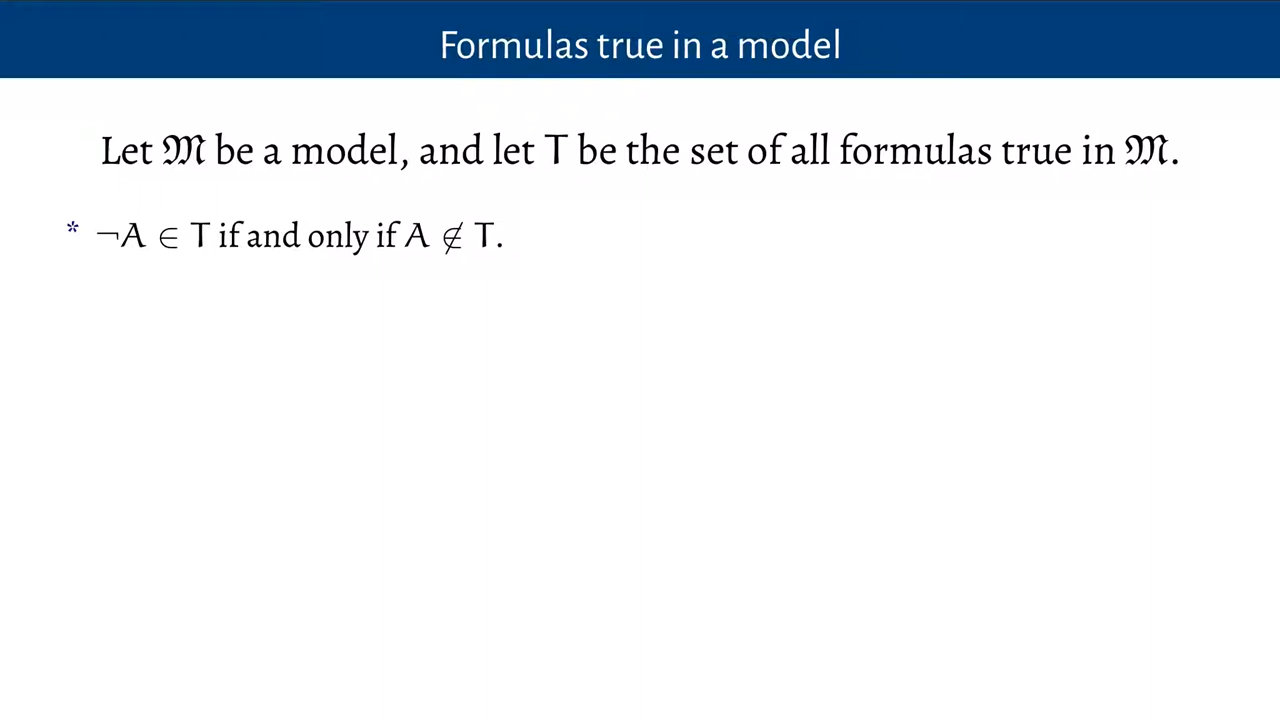 Formulas true in a model
Let 𝔐 be a model, and let T be the set of all formulas true in 𝔐.
* ¬A ∈ T if and only if A ∉ T.